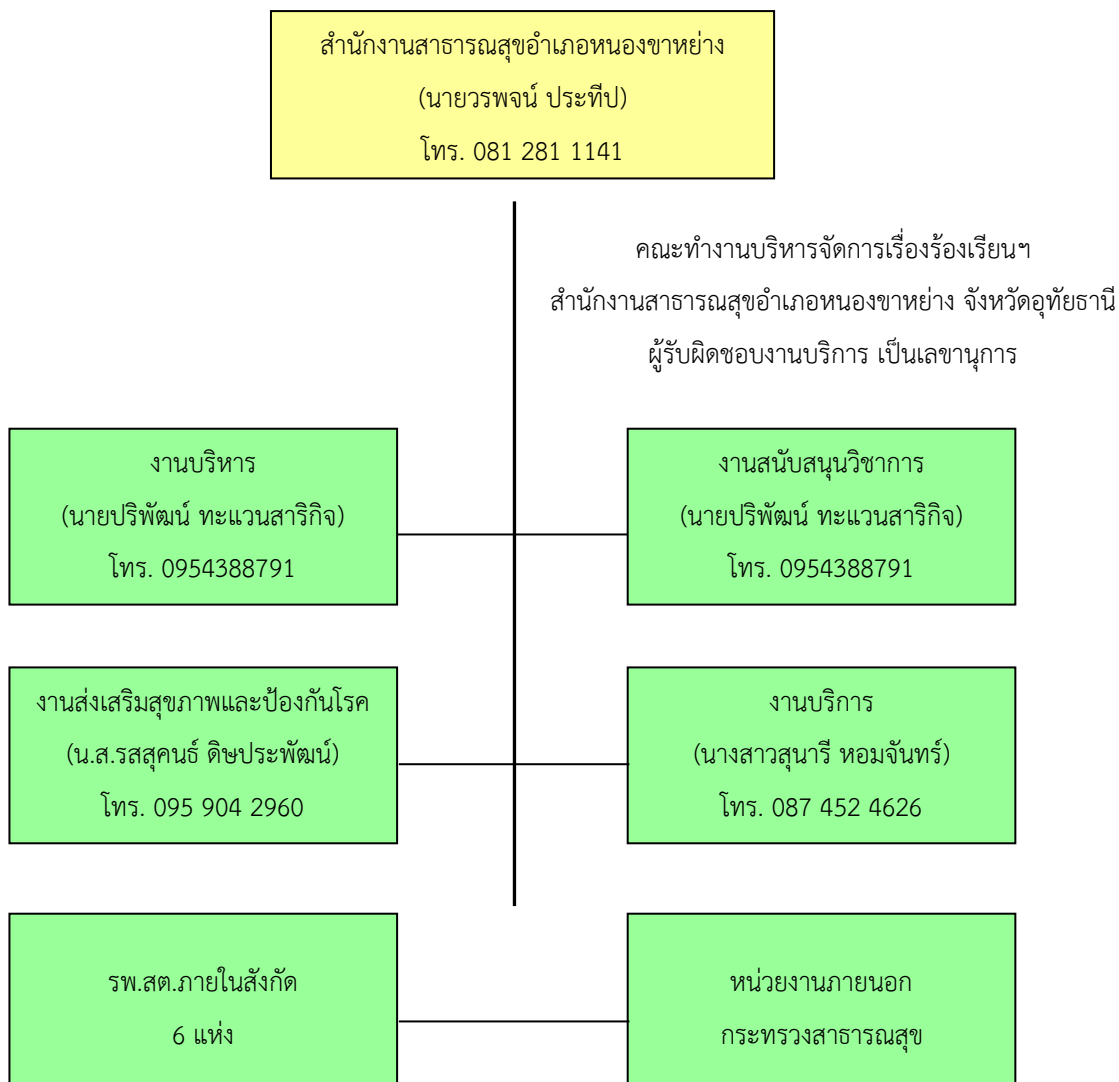 สำนักงานสาธารณสุขอำเภอหนองขาหย่าง
(นายวรพจน์ ประทีป)
โทร. 081 281 1141
คณะทำงานบริหารจัดการเรื่องร้องเรียนฯ
สำนักงานสาธารณสุขอำเภอหนองขาหย่าง จังหวัดอุทัยธานี
ผู้รับผิดชอบงานบริการ เป็นเลขานุการ
งานบริหาร
(นายปริพัฒน์ ทะแวนสาริกิจ)
โทร. 0954388791
งานสนับสนุนวิชาการ
(นายปริพัฒน์ ทะแวนสาริกิจ)
โทร. 0954388791
งานส่งเสริมสุขภาพและป้องกันโรค
(น.ส.รสสุคนธ์ ดิษประพัฒน์)
โทร. 095 904 2960
งานบริการ
(นางสาวสุนารี หอมจันทร์)
โทร. 087 452 4626
รพ.สต.ภายในสังกัด
6 แห่ง
หน่วยงานภายนอก
กระทรวงสาธารณสุข